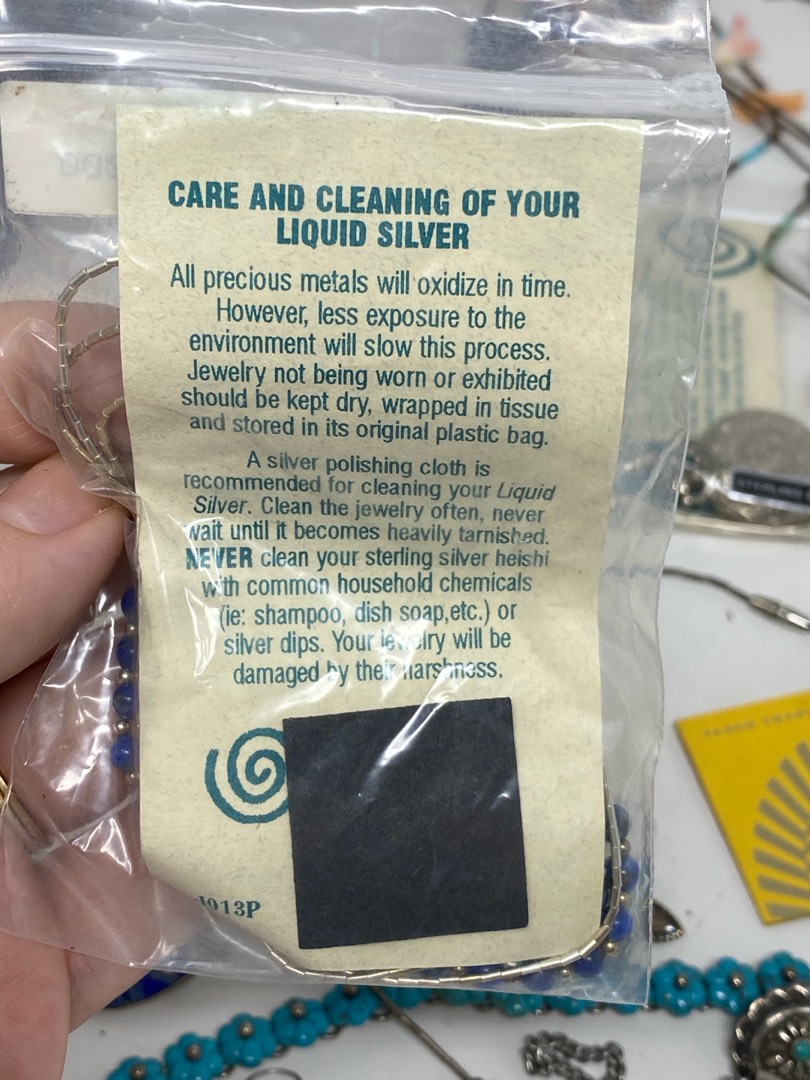 CARE AND CLEANING OF YOUR
LIQUID SILVER
All precious metals will oxidize in time.
However, less exposure to the
environment will slow this process.
Jewelry not being worn or exhibited
should be kept dry, wrapped in tissue
and stored in its original plastic bag.
A silver polishing cloth is
recommended for cleaning your Liquid
Silver. Clean the jewelry often, never
wait until it becomes heavily tarnished.
NEVER clean your sterling silver heishi
with common household chemicals
(ie: shampoo, dish soap,etc.) or
silver dips. Your jewelry will be
damaged by their harshness.